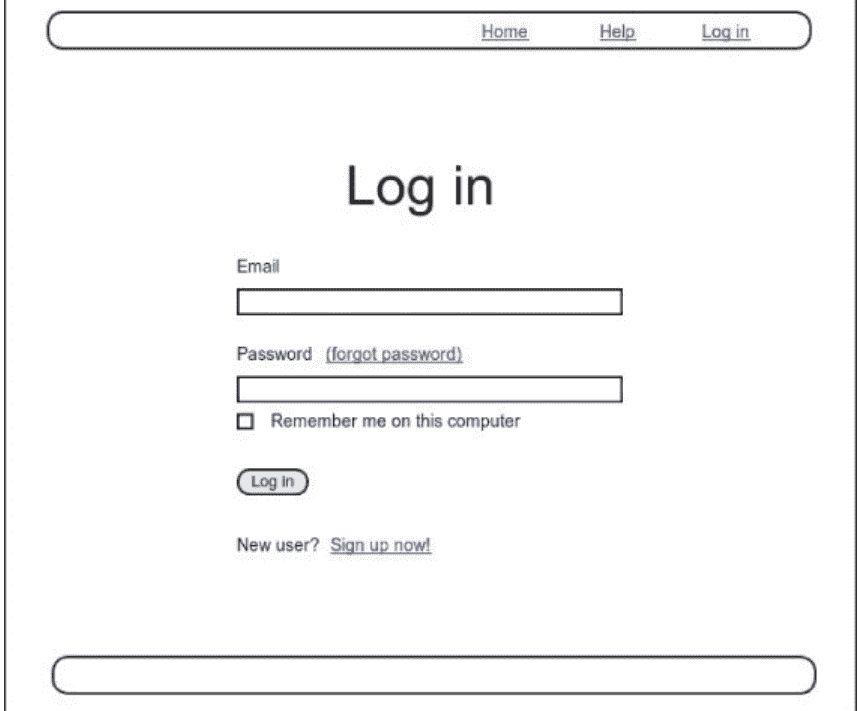 Home Help Log in
Log in
Email
Password (forgot password)
Remember me on this computer
Log In
New user? Sign up now!